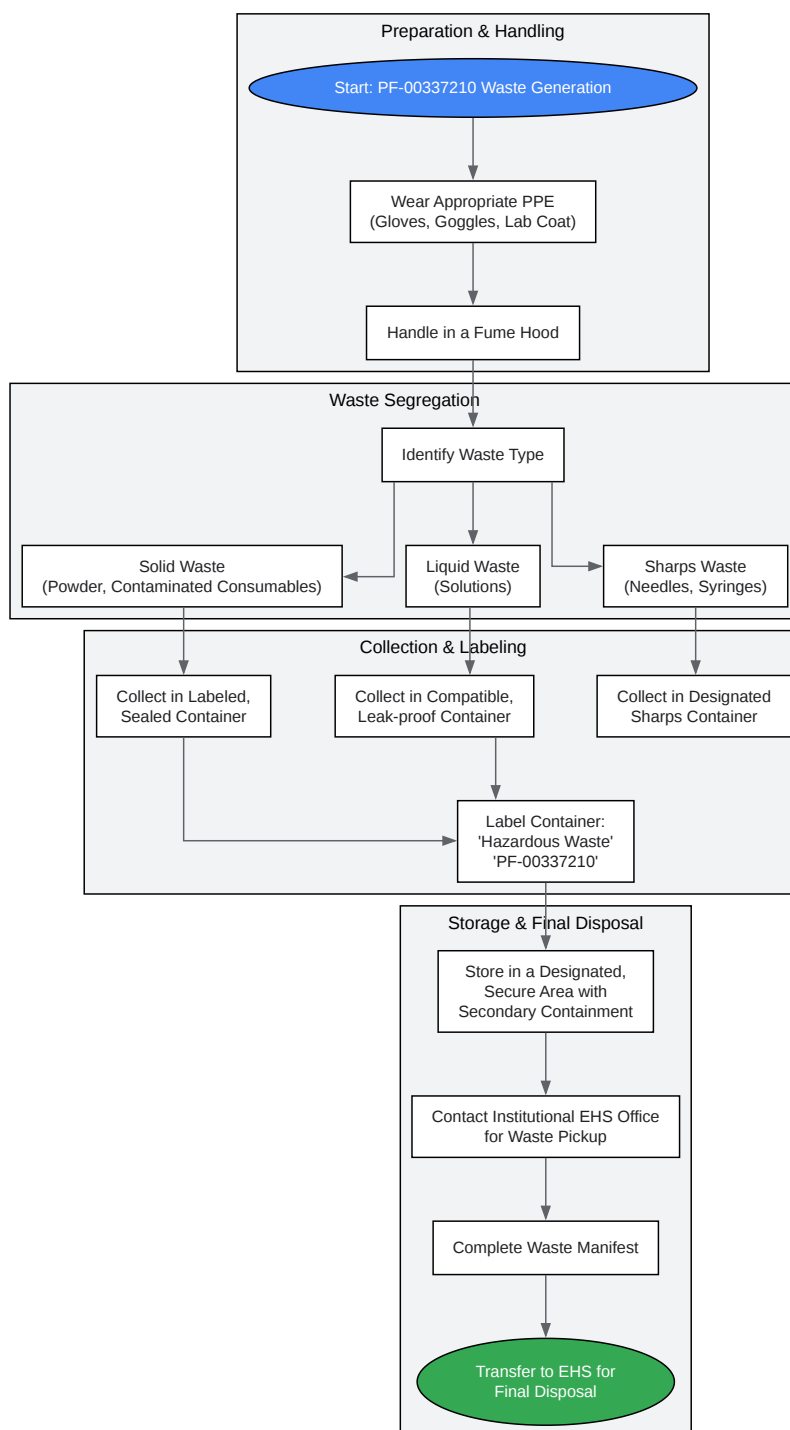 Preparation & Handling
Start: PF-00337210 Waste Generation
Wear Appropriate PPE
(Gloves, Goggles, Lab Coat)
Handle in a Fume Hood
Waste Segregation
Identify Waste Type
Solid Waste
(Powder, Contaminated Consumables)
Liquid Waste
(Solutions)
Sharps Waste
(Needles, Syringes)
Collection & Labeling
Collect in Labeled,
Sealed Container
Collect in Compatible,
Leak-proof Container
Collect in Designated
Sharps Container
Label Container:
'Hazardous Waste'
'PF-00337210'
Storage & Final Disposal
Store in a Designated,
Secure Area with
Secondary Containment
Contact Institutional EHS Office
for Waste Pickup
Complete Waste Manifest
Transfer to EHS for
Final Disposal